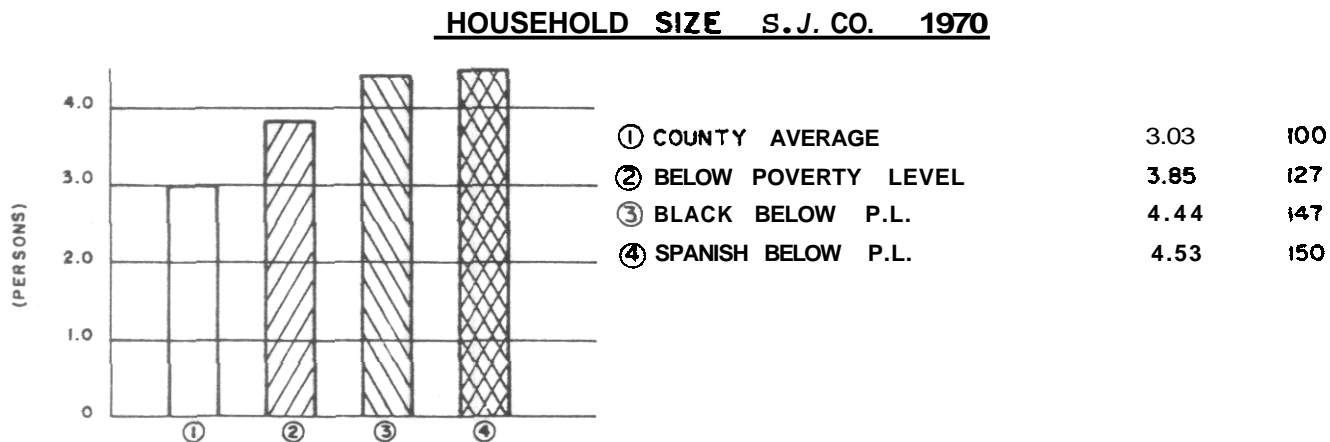 HOUSEHOLD SIZE S.J. CO. 1970
(PERSONS)
4.0
3.0
2.0
1.0
0
① ② ③ ④
① COUNTY AVERAGE 3.03 100
② BELOW POVERTY LEVEL 3.85 127
③ BLACK BELOW P.L. 4.44 147
④ SPANISH BELOW P.L. 4.53 150